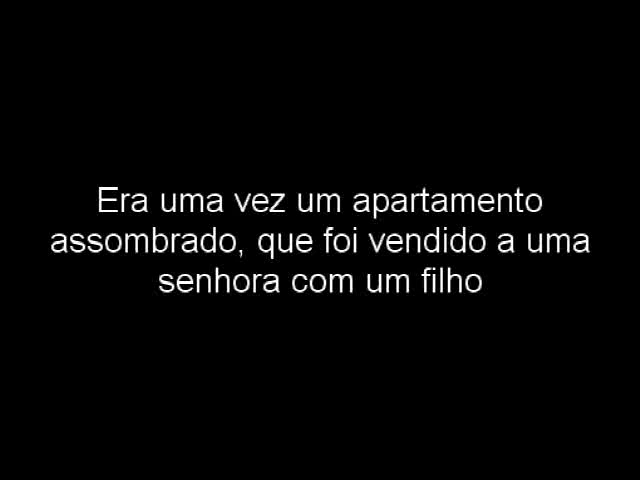 Era uma vez um apartamento
assombrado, que foi vendido a uma
senhora com um filho